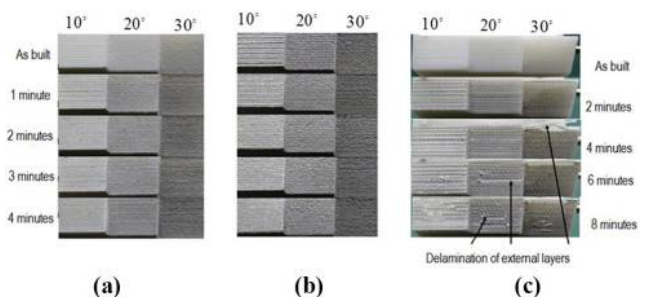 10° 20° 30°
As built
1 minute
2 minutes
3 minutes
4 minutes
(a)
10° 20° 30°
(b)
10° 20° 30°
As built
2 minutes
4 minutes
6 minutes
8 minutes
Delamination of external layers
(c)